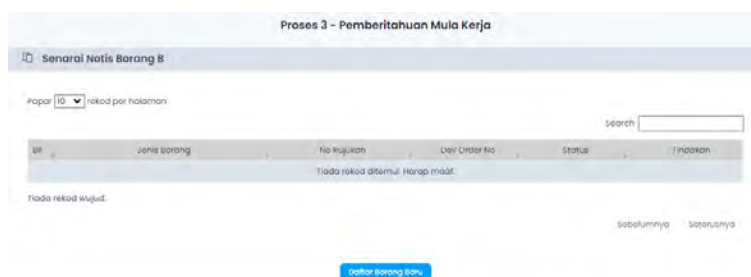 Proses 3 - Pemberitahuan Mula Kerja
Senarai Notis Borang B
Papar 10 rekod per halaman
Search
Bil Jenis Borang No Rujukan Dev Order No Status Tindakan
Tiada rekod ditemui. Harap maaf.
Tiada rekod wujud.
Sebelumnya Seterusnya
Daftar Borang Baru